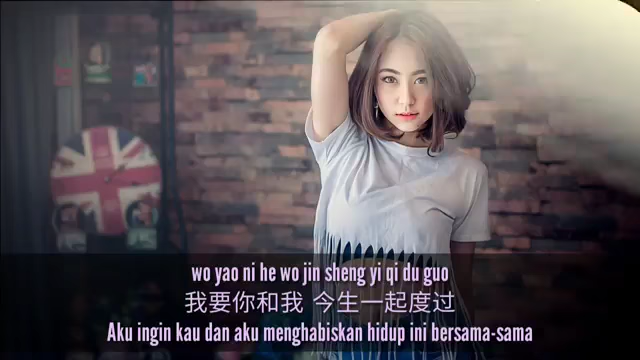 wo yao ni he wo jin sheng yi qi du guo
我要你和我 今生一起度过
Aku ingin kau dan aku menghabiskan hidup ini bersama-sama